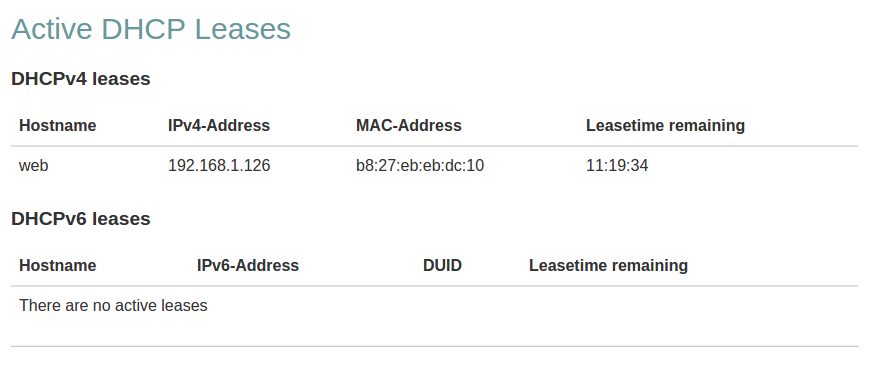 Active DHCP Leases
DHCPv4 leases
Hostname IPv4-Address MAC-Address Leasetime remaining
web 192.168.1.126 b8:27:eb:eb:dc:10 11:19:34
DHCPv6 leases
Hostname IPv6-Address DUID Leasetime remaining
There are no active leases